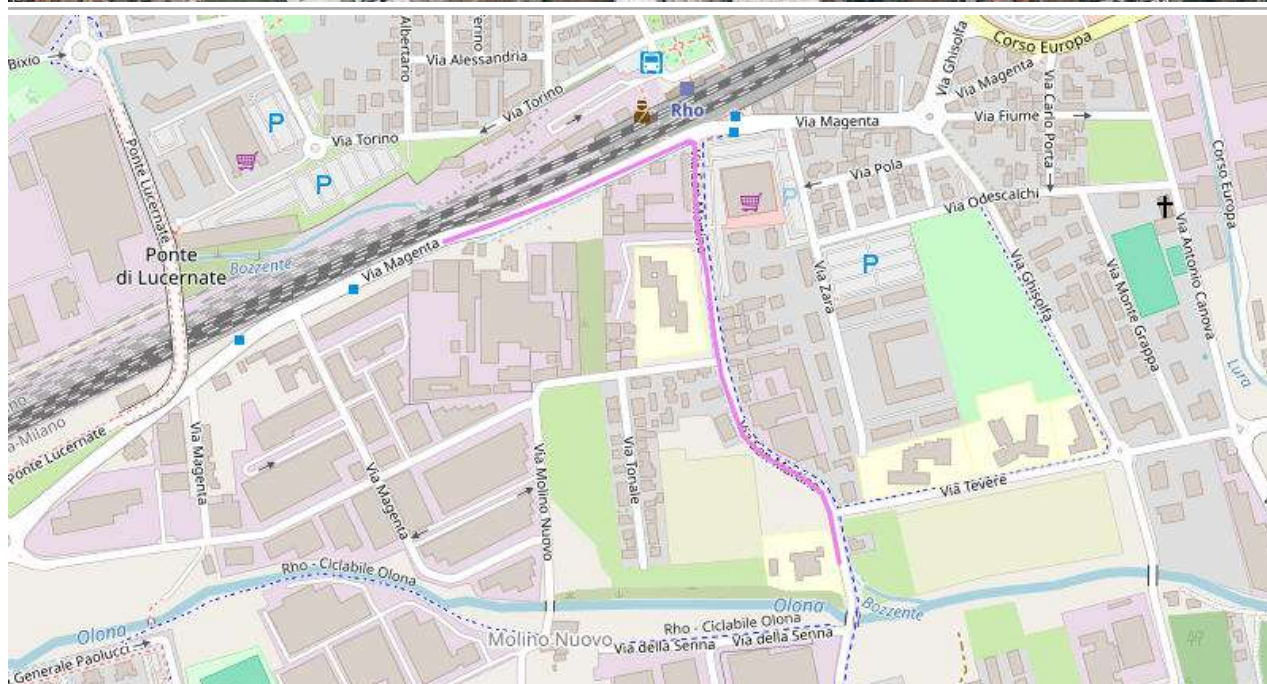 Bixio
Albertario
Via Alessandria
Via Torino
Via Torino
P
P
Rho
Corso Europa
Via Ghisolfa
Via Magenta
Via Carlo Porta
Via Magenta
Via Fiume
Via Pola
P
Via Odescalchi
Corso Europa
Ponte Lucernate
Ponte
di Lucernate
Bozzente
Via Magenta
Via Zara
P
Via Ghisolfa
Via Monte Grappa
Via Antonio Canova
Lura
a-Milano
Ponte Lucernate
Via Magenta
Via Magenta
Via Molino Nuovo
Via Tonale
Via Tevere
Rho - Ciclabile Olona
Olona
Olona
Bozzente
Molino Nuovo
Rho - Ciclabile Olona
Via della Senna
Via della Senna
Generale Paolucci